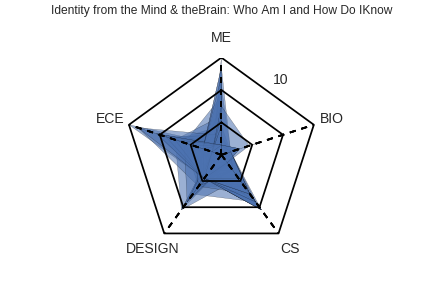 Identity from the Mind & theBrain: Who Am I and How Do IKnow
ME
10
ECE
BIO
DESIGN
CS